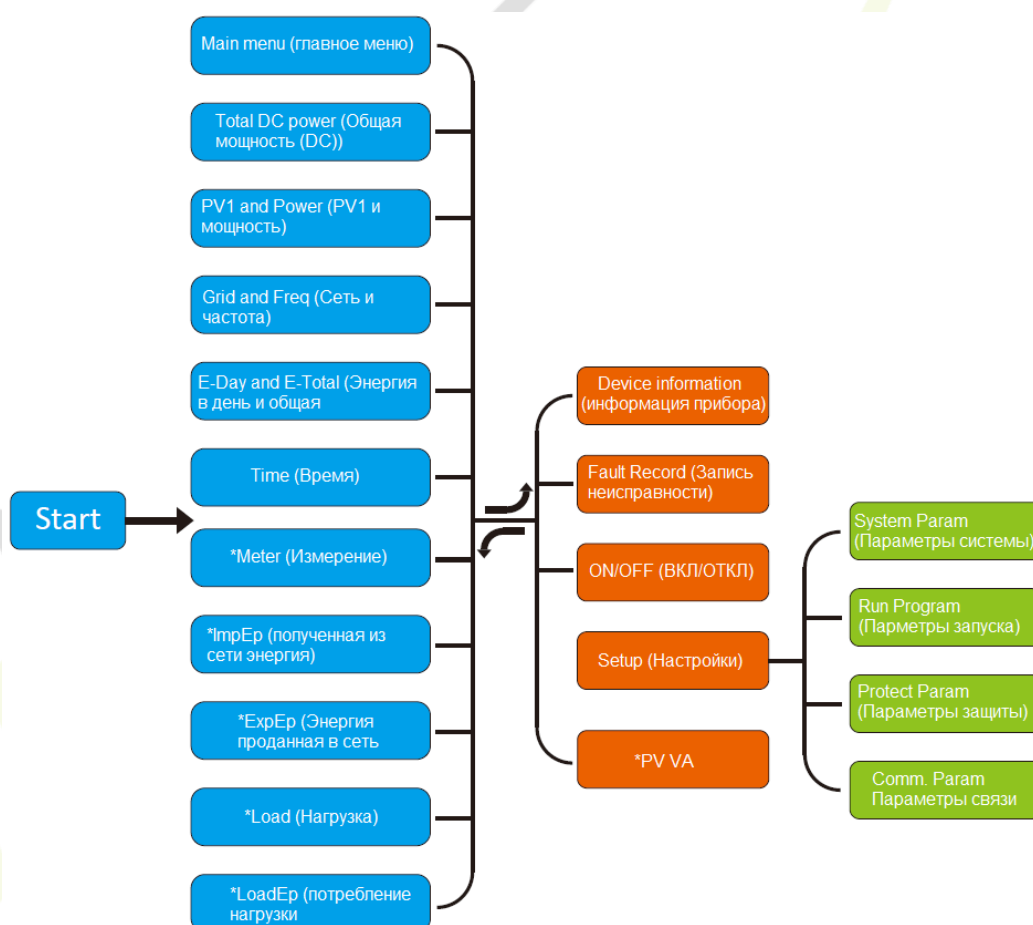 Main menu (главное меню)
Total DC power (Общая
мощность (DC))
PV1 and Power (PV1 и
мощность)
Grid and Freq (Сеть и
частота)
E-Day and E-Total (Энергия
в день и общая
Time (Время)
Start
*Meter (Измерение)
*ImpEp (полученная из
сети энергия)
*ExpEp (Энергия
проданная в сеть
*Load (Нагрузка)
*LoadEp (потребление
нагрузки
Device information
(информация прибора)
Fault Record (Запись
неисправности)
ON/OFF (ВКЛ/ОТКЛ)
Setup (Настройки)
*PV VA
System Param
(Параметры системы)
Run Program
(Парметры запуска)
Protect Param
(Параметры защиты)
Comm. Param
Параметры связи